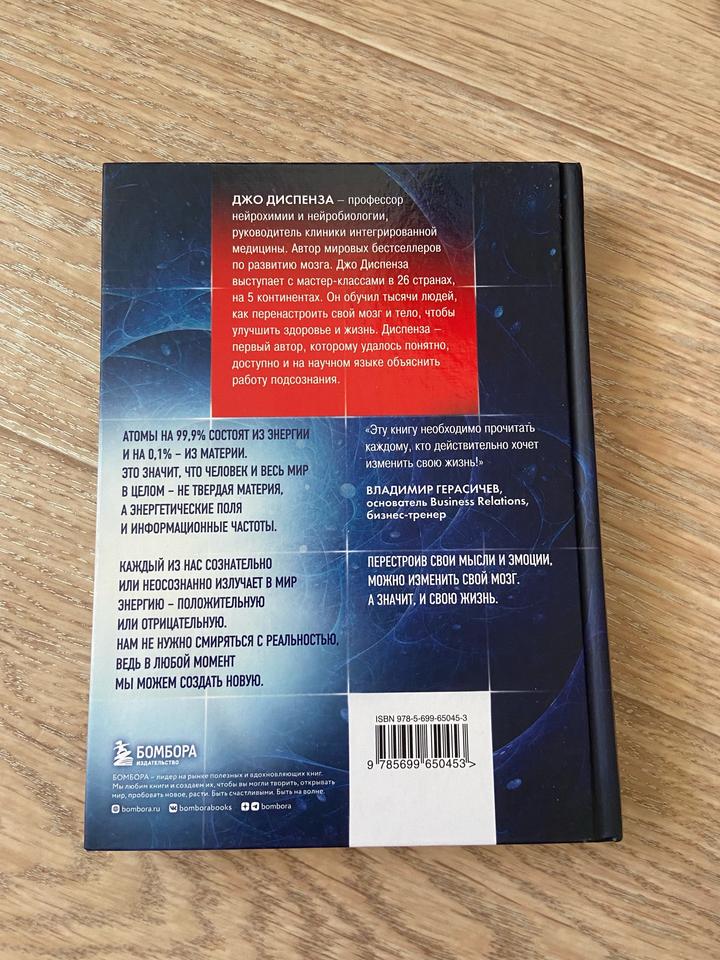 ДЖО ДИСПЕНЗА – профессор
нейрохимии и нейробиологии,
руководитель клиники интегрированной
медицины. Автор мировых бестселлеров
по развитию мозга. Джо Диспенза
выступает с мастер-классами в 26 странах,
на 5 континентах. Он обучил тысячи людей,
как перенастроить свой мозг и тело, чтобы
улучшить здоровье и жизнь. Диспенза –
первый автор, которому удалось понятно,
доступно и на научном языке объяснить
работу подсознания.
АТОМЫ НА 99,9% СОСТОЯТ ИЗ ЭНЕРГИИ
И НА 0,1% – ИЗ МАТЕРИИ.
ЭТО ЗНАЧИТ, ЧТО ЧЕЛОВЕК И ВЕСЬ МИР
В ЦЕЛОМ – НЕ ТВЕРДАЯ МАТЕРИЯ,
А ЭНЕРГЕТИЧЕСКИЕ ПОЛЯ
И ИНФОРМАЦИОННЫЕ ЧАСТОТЫ.
КАЖДЫЙ ИЗ НАС СОЗНАТЕЛЬНО
ИЛИ НЕОСОЗНАННО ИЗЛУЧАЕТ В МИР
ЭНЕРГИЮ – ПОЛОЖИТЕЛЬНУЮ
ИЛИ ОТРИЦАТЕЛЬНУЮ.
НАМ НЕ НУЖНО СМИРЯТЬСЯ С РЕАЛЬНОСТЬЮ,
ВЕДЬ В ЛЮБОЙ МОМЕНТ
МЫ МОЖЕМ СОЗДАТЬ НОВУЮ.
«Эту книгу необходимо прочитать
каждому, кто действительно хочет
изменить свою жизнь!»
ВЛАДИМИР ГЕРАСИЧЕВ,
основатель Business Relations,
бизнес-тренер
ПЕРЕСТРОИВ СВОИ МЫСЛИ И ЭМОЦИИ,
МОЖНО ИЗМЕНИТЬ СВОЙ МОЗГ.
А ЗНАЧИТ, И СВОЮ ЖИЗНЬ.
БОМБОРА
ИЗДАТЕЛЬСТВО
БОМБОРА – лидер на рынке полезных и вдохновляющих книг.
Мы любим книги и создаем их, чтобы вы могли творить, открывать
мир, пробовать новое, расти. Быть счастливыми. Быть на волне.
bombora.ru bomborabooks bombora
ISBN 978-5-699-65045-3
9 785699 650453>